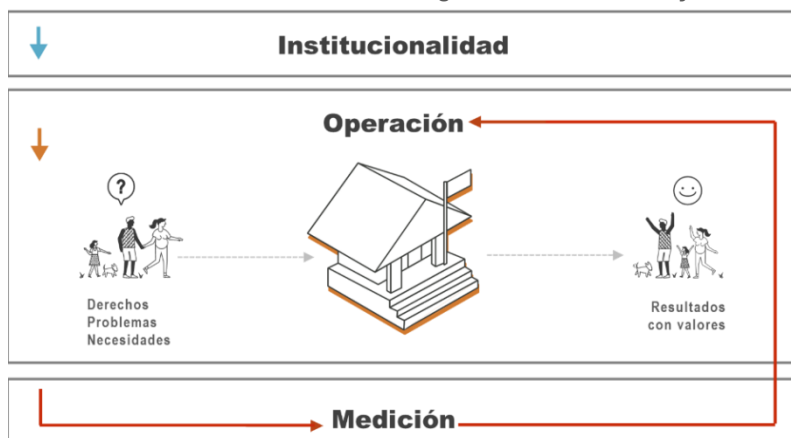 Institucionalidad
Operación
?
Derechos
Problemas
Necesidades
Resultados
con valores
Medición